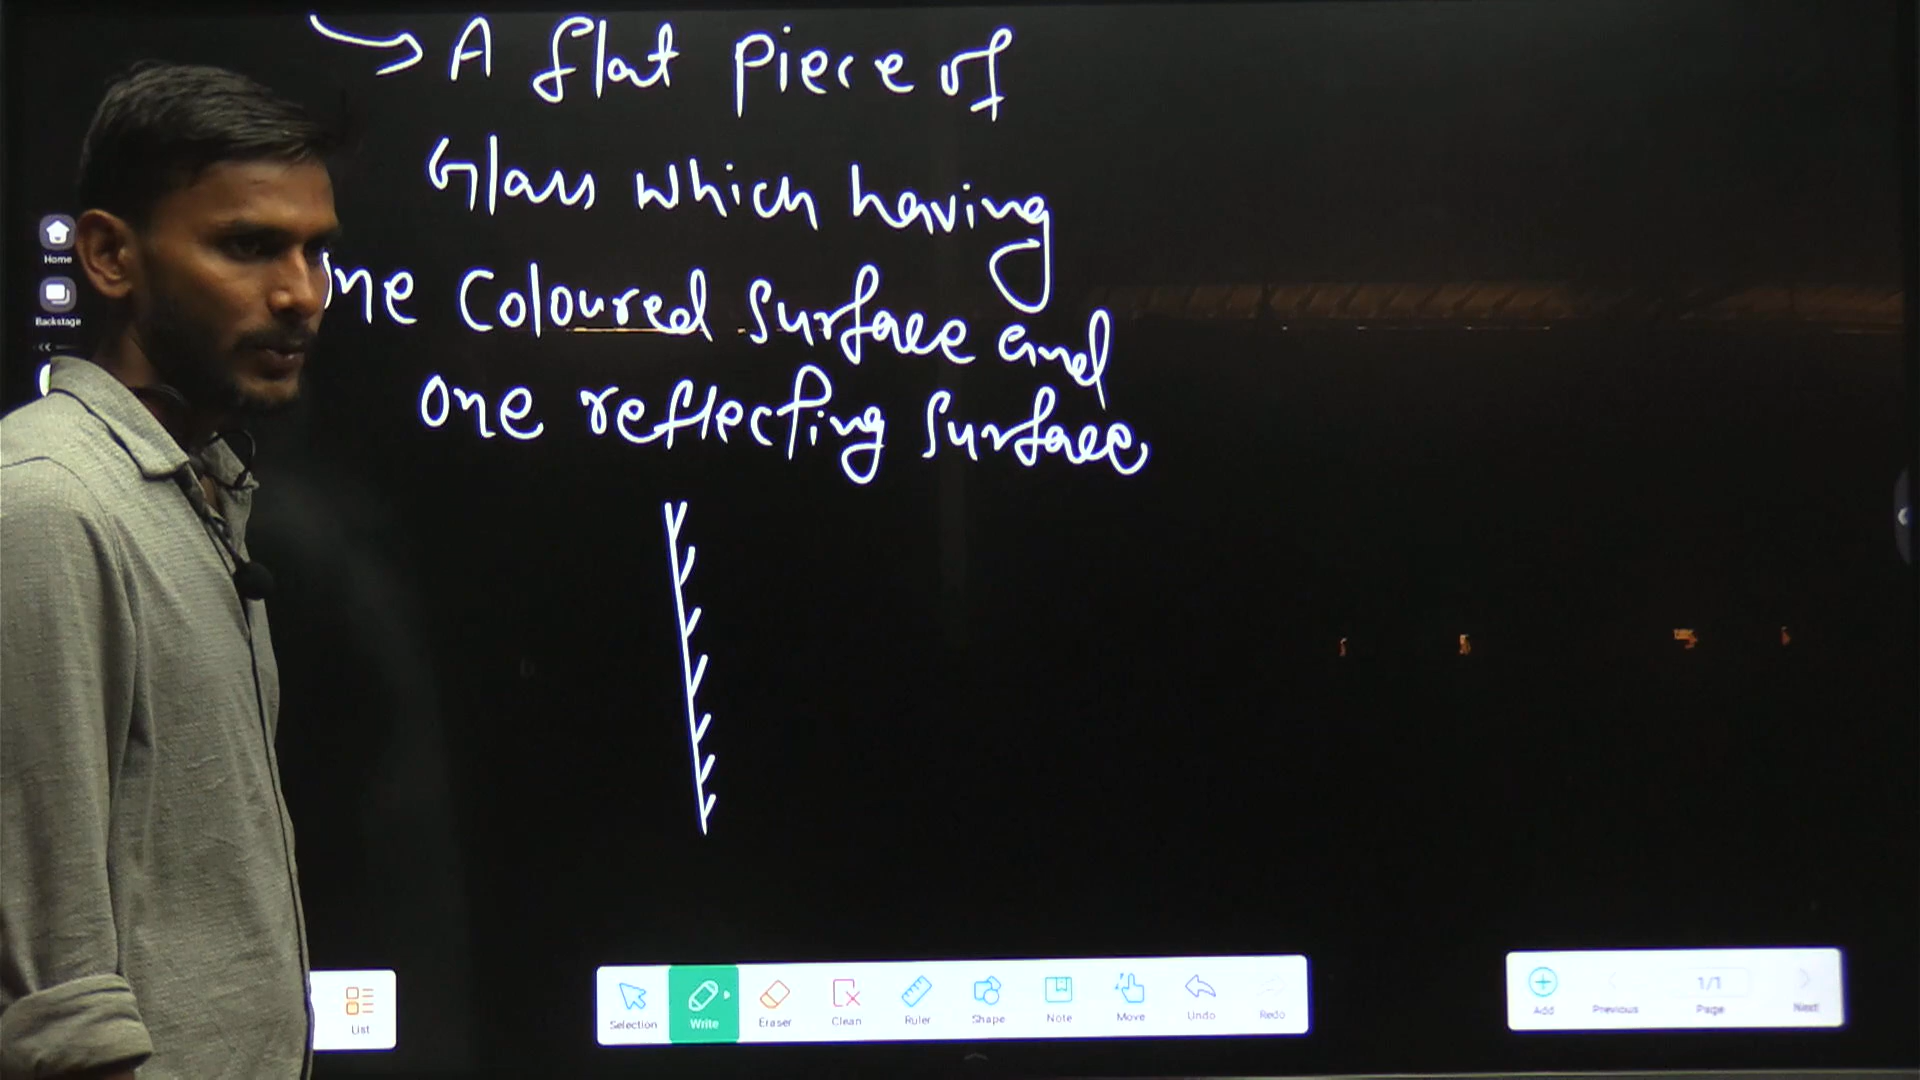 A flat piece of
Glass which having
one coloured surface and
one reflecting surface
Home
Backstage
List
Selection
Write
Eraser
Clean
Ruler
Shape
Note
Move
Undo
Redo
Add
Previous
1/1
Page
Next